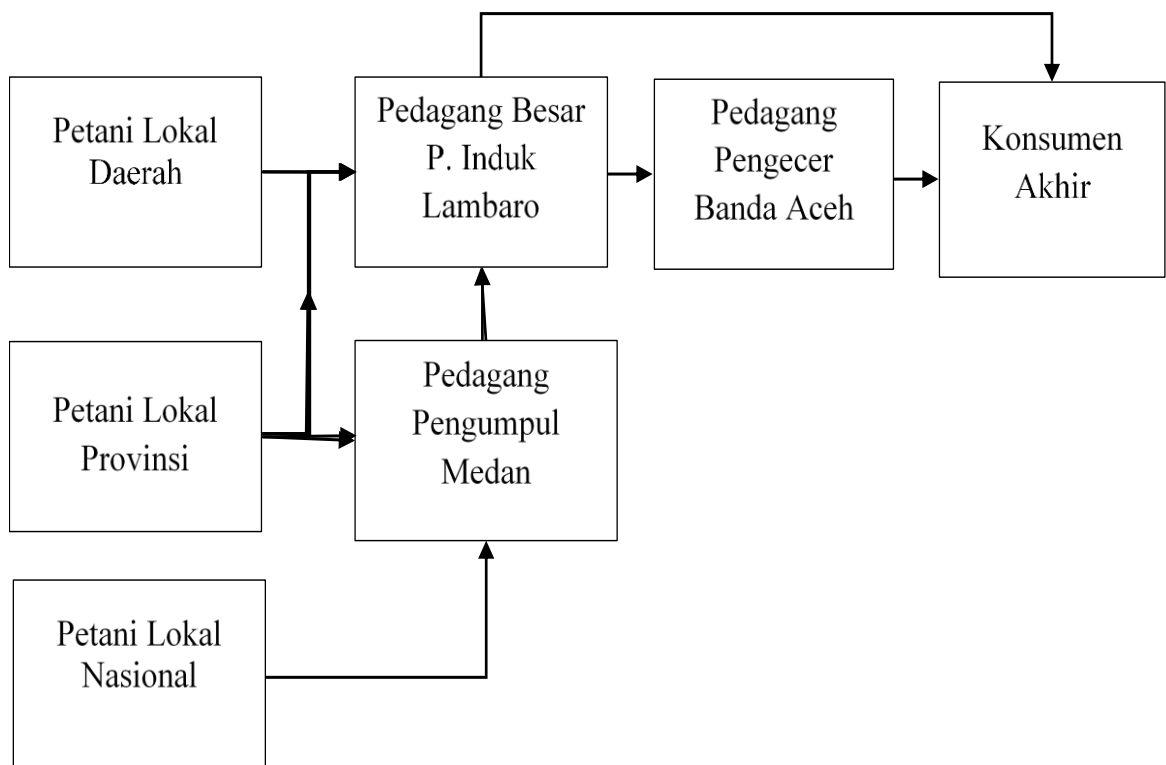 Petani Lokal
Daerah
Pedagang Besar
P. Induk
Lambaro
Pedagang
Pengecer
Banda Aceh
Konsumen
Akhir
Petani Lokal
Provinsi
Pedagang
Pengumpul
Medan
Petani Lokal
Nasional